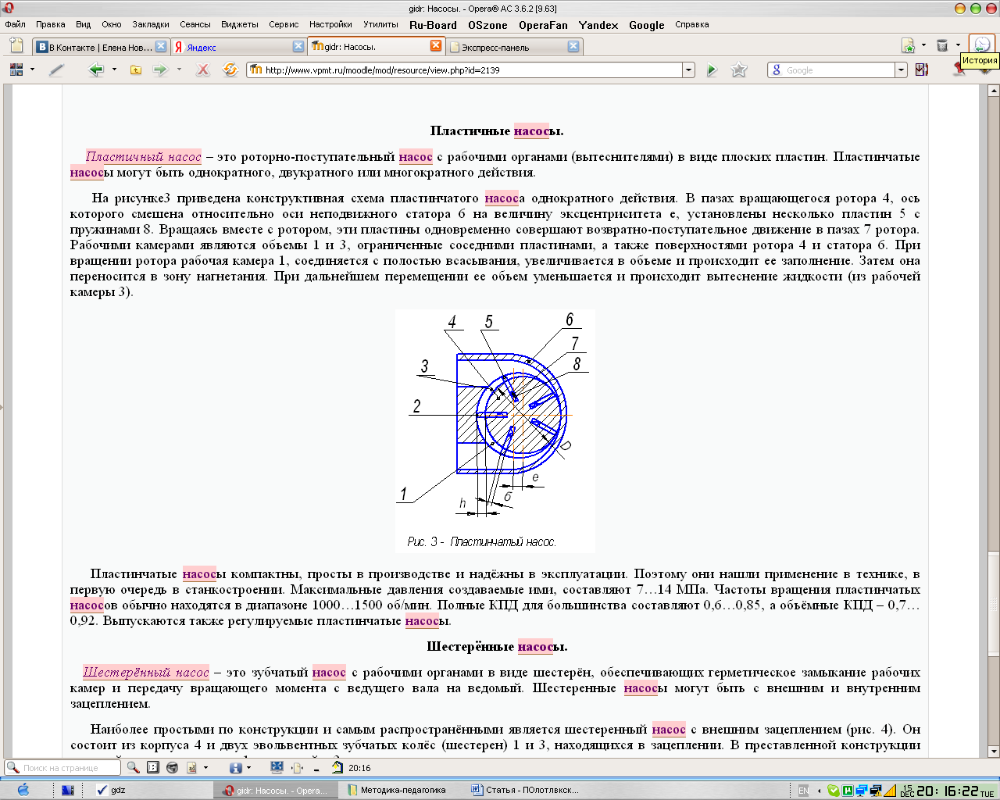 gidr: Насосы. - Opera® AC 3.6.2 [9.63]
Файл Правка Вид Окно Закладки Сеансы Виджеты Сервис Настройки Утилиты Ru-Board OSzone OperaFan Yandex Google Справка
В Контакте | Елена Нов... Яндекс gidr: Насосы. Экспресс-панель
История
http://www.vpmt.ru/moodle/mod/resource/view.php?id=2139 Google
Пластичные насосы.
Пластичный насос – это роторно-поступательный насос с рабочими органами (вытеснителями) в виде плоских пластин. Пластинчатые
насосы могут быть однократного, двукратного или многократного действия.
На рисунке3 приведена конструктивная схема пластинчатого насоса однократного действия. В пазах вращающегося ротора 4, ось
которого смешена относительно оси неподвижного статора 6 на величину эксцентриситета е, установлены несколько пластин 5 с
пружинами 8. Вращаясь вместе с ротором, эти пластины одновременно совершают возвратно-поступательное движение в пазах 7 ротора.
Рабочими камерами являются объемы 1 и 3, ограниченные соседними пластинами, а также поверхностями ротора 4 и статора 6. При
вращении ротора рабочая камера 1, соединяется с полостью всасывания, увеличивается в объеме и происходит ее заполнение. Затем она
переносится в зону нагнетания. При дальнейшем перемещении ее объем уменьшается и происходит вытеснение жидкости (из рабочей
камеры 3).
4 5 6
7
3 8
2
D
e
1 h б
Рис. 3 - Пластинчатый насос.
Пластинчатые насосы компактны, просты в производстве и надёжны в эксплуатации. Поэтому они нашли применение в технике, в
первую очередь в станкостроении. Максимальные давления создаваемые ими, составляют 7…14 МПа. Частоты вращения пластинчатых
насосов обычно находятся в диапазоне 1000…1500 об/мин. Полные КПД для большинства составляют 0,6…0,85, а объёмные КПД – 0,7…
0,92. Выпускаются также регулируемые пластинчатые насосы.
Шестерённые насосы.
Шестерённый насос – это зубчатый насос с рабочими органами в виде шестерён, обеспечивающих герметическое замыкание рабочих
камер и передачу вращающего момента с ведущего вала на ведомый. Шестеренные насосы могут быть с внешним и внутренним
зацеплением.
Наиболее простыми по конструкции и самым распространёнными является шестеренный насос с внешним зацеплением (рис. 4). Он
состоит из корпуса 4 и двух эвольвентных зубчатых колёс (шестерен) 1 и 3, находящихся в зацеплении. В преставленной конструкции
Поиск на странице 20:16
gdz gidr: Насосы. - Opera... Методика-педагогика Статья - ПОлотлвкск... EN 15 DEC 20:16:22 TUE